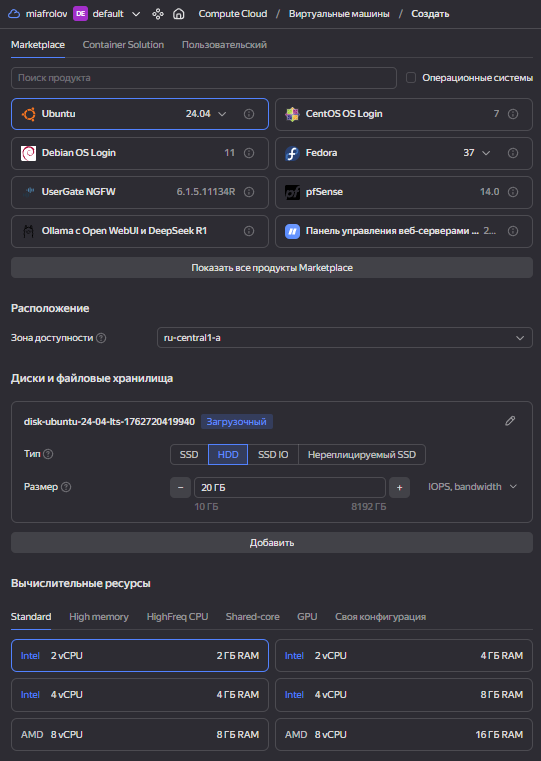 miafrolov DE default Compute Cloud / Виртуальные машины / Создать
Marketplace Container Solution Пользовательский
Поиск продукта Операционные системы
Ubuntu 24.04 CentOS OS Login 7
Debian OS Login 11 Fedora 37
UserGate NGFW 6.1.5.11134R pfSense 14.0
Ollama с Open WebUI и DeepSeek R1 Панель управления веб-серверами ... 2...
Показать все продукты Marketplace
Расположение
Зона доступности ru-central1-a
Диски и файловые хранилища
disk-ubuntu-24-04-lts-1762720419940 Загрузочный
Тип SSD HDD SSD IO Нереплицируемый SSD
Размер − 20 ГБ + IOPS, bandwidth
10 ГБ 8192 ГБ
Добавить
Вычислительные ресурсы
Standard High memory HighFreq CPU Shared-core GPU Своя конфигурация
Intel 2 vCPU 2 ГБ RAM Intel 2 vCPU 4 ГБ RAM
Intel 4 vCPU 4 ГБ RAM Intel 4 vCPU 8 ГБ RAM
AMD 8 vCPU 8 ГБ RAM AMD 8 vCPU 16 ГБ RAM